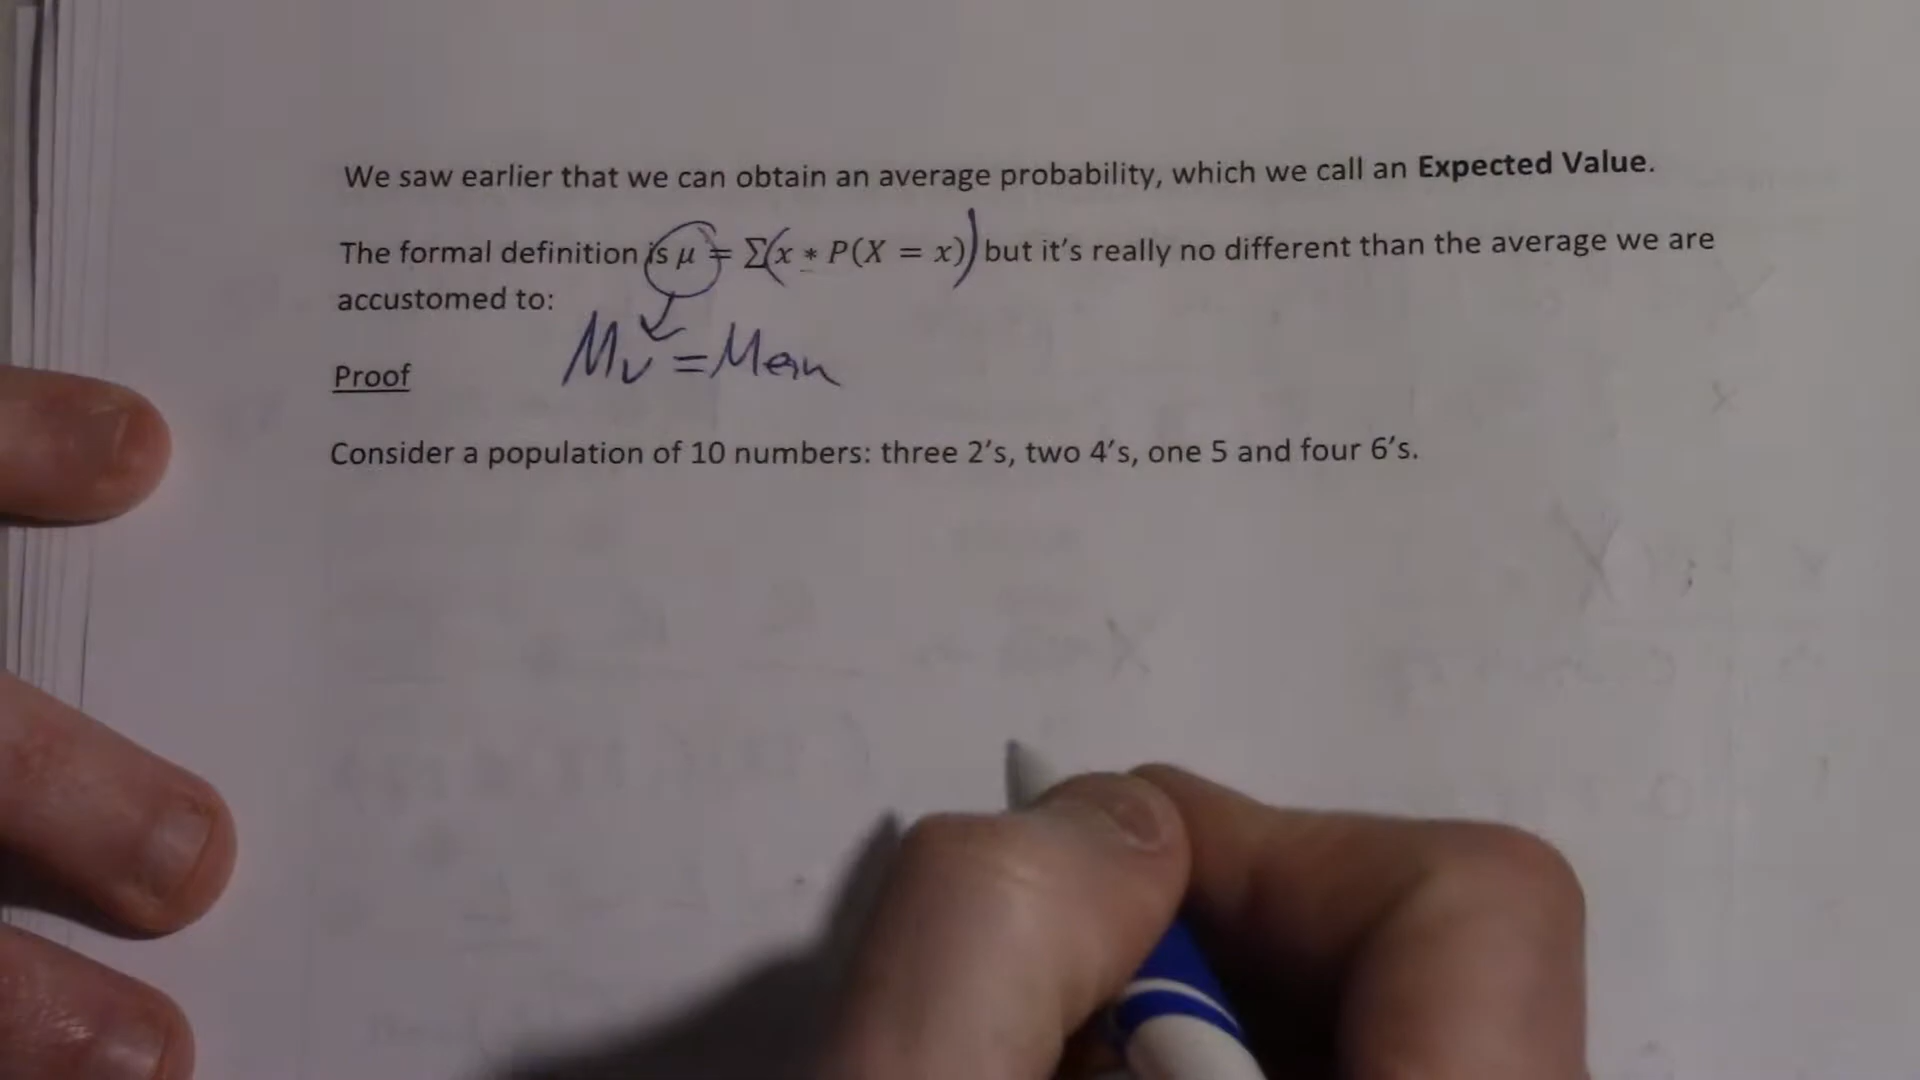 We saw earlier that we can obtain an average probability, which we call an Expected Value.
The formal definition is μ = Σ(x * P(X = x)) but it's really no different than the average we are
accustomed to:
Mu = Mean
Proof
Consider a population of 10 numbers: three 2's, two 4's, one 5 and four 6's.